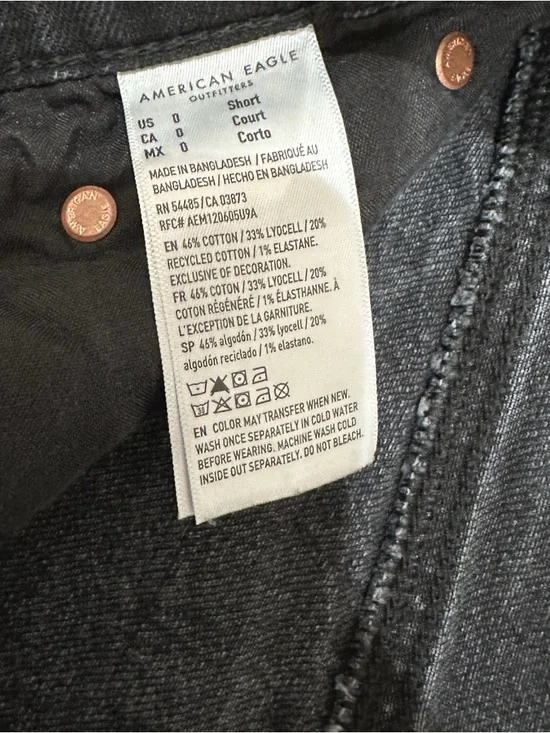 AMERICAN EAGLE
OUTFITTERS
US 0 Short
CA 0 Court
MX 0 Corto
MADE IN BANGLADESH / FABRIQUÉ AU
BANGLADESH / HECHO EN BANGLADESH
RN 54485/CA 03873
RFC# AEM120605U9A
EN 46% COTTON / 33% LYOCELL / 20%
RECYCLED COTTON / 1% ELASTANE.
EXCLUSIVE OF DECORATION.
FR 46% COTON / 33% LYOCELL / 20%
COTON RÉGÉNÉRÉ / 1% ÉLASTHANNE. À
L'EXCEPTION DE LA GARNITURE.
SP 46% algodón / 33% lyocell / 20%
algodón reciclado / 1% elastano.
EN COLOR MAY TRANSFER WHEN NEW.
WASH ONCE SEPARATELY IN COLD WATER
BEFORE WEARING. MACHINE WASH COLD
INSIDE OUT SEPARATELY. DO NOT BLEACH.
AMERICAN